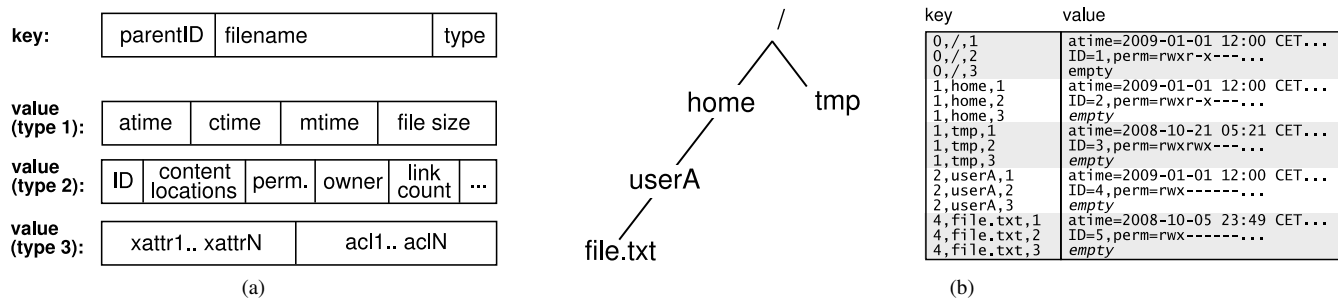 key: parentID filename type
value (type 1): atime ctime mtime file size
value (type 2): ID content locations perm. owner link count ...
value (type 3): xattr1.. xattrN acl1.. aclN
(a)
/
home tmp
userA
file.txt
key value
0,/,1 atime=2009-01-01 12:00 CET...
0,/,2 ID=1,perm=rwxr-x---...
0,/,3 empty
1,home,1 atime=2009-01-01 12:00 CET...
1,home,2 ID=2,perm=rwxr-x---...
1,home,3 empty
1,tmp,1 atime=2008-10-21 05:21 CET...
1,tmp,2 ID=3,perm=rwxrwx---...
1,tmp,3 empty
2,userA,1 atime=2009-01-01 12:00 CET...
2,userA,2 ID=4,perm=rwx------...
2,userA,3 empty
4,file.txt,1 atime=2008-10-05 23:49 CET...
4,file.txt,2 ID=5,perm=rwx------...
4,file.txt,3 empty
(b)